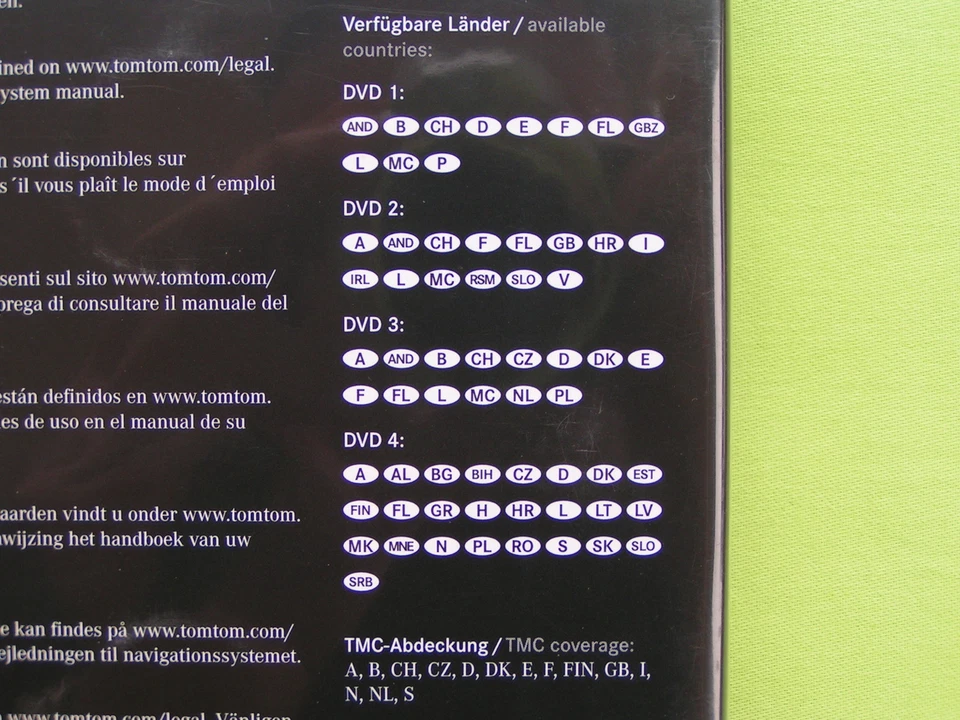 en.
ined on www.tomtom.com/legal.
ystem manual.
n sont disponibles sur
s´il vous plaît le mode d´emploi
senti sul sito www.tomtom.com/
prega di consultare il manuale del
están definidos en www.tomtom.
es de uso en el manual de su
aarden vindt u onder www.tomtom.
wijzing het handboek van uw
e kan findes på www.tomtom.com/
ejledningen til navigationssystemet.
www.tomtom.com/legal. Vänligen
Verfügbare Länder / available
countries:
DVD 1:
AND B CH D E F FL GBZ
L MC P
DVD 2:
A AND CH F FL GB HR I
IRL L MC RSM SLO V
DVD 3:
A AND B CH CZ D DK E
F FL L MC NL PL
DVD 4:
A AL BG BIH CZ D DK EST
FIN FL GR H HR L LT LV
MK MNE N PL RO S SK SLO
SRB
TMC-Abdeckung / TMC coverage:
A, B, CH, CZ, D, DK, E, F, FIN, GB, I,
N, NL, S